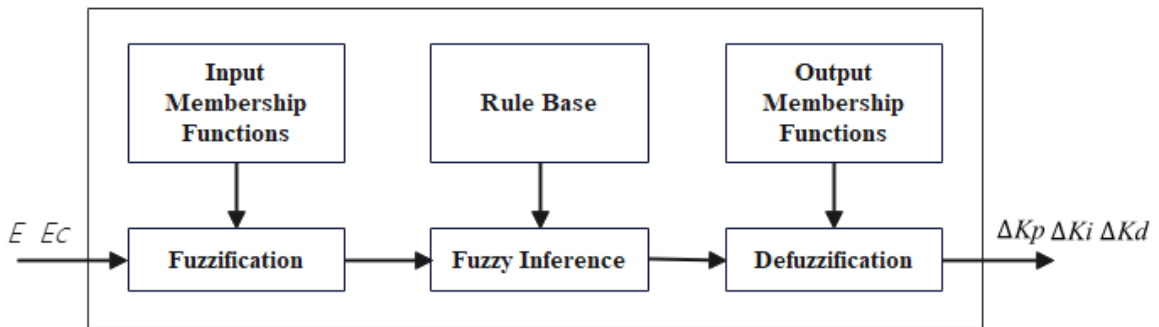 Input
Membership
Functions
Rule Base
Output
Membership
Functions
E Ec
Fuzzification
Fuzzy Inference
Defuzzification
ΔKp ΔKi ΔKd